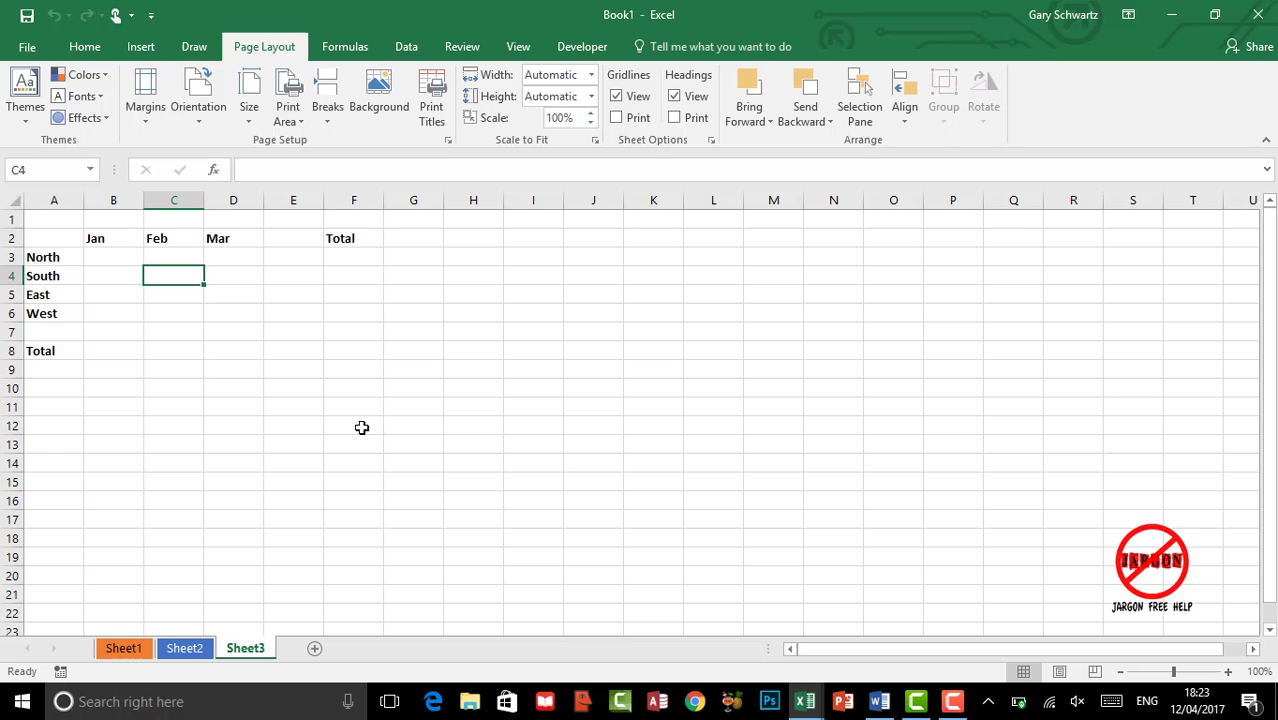 Book1 - Excel
Gary Schwartz
File Home Insert Draw Page Layout Formulas Data Review View Developer Tell me what you want to do Share
Themes Colors Fonts Effects Margins Orientation Size Print Area Breaks Background Print Titles
Width: Automatic Height: Automatic Scale: 100%
Gridlines View Print Headings View Print
Bring Forward Send Backward Selection Pane Align Group Rotate
Themes Page Setup Scale to Fit Sheet Options Arrange
C4 fx
A B C D E F G H I J K L M N O P Q R S T U
1
2 Jan Feb Mar Total
3 North
4 South
5 East
6 West
7
8 Total
9
10
11
12
13
14
15
16
17
18
19
20
21
22
23
JARGON
JARGON FREE HELP
Sheet1 Sheet2 Sheet3
Ready 100%
Search right here ENG 18:23
12/04/2017
1